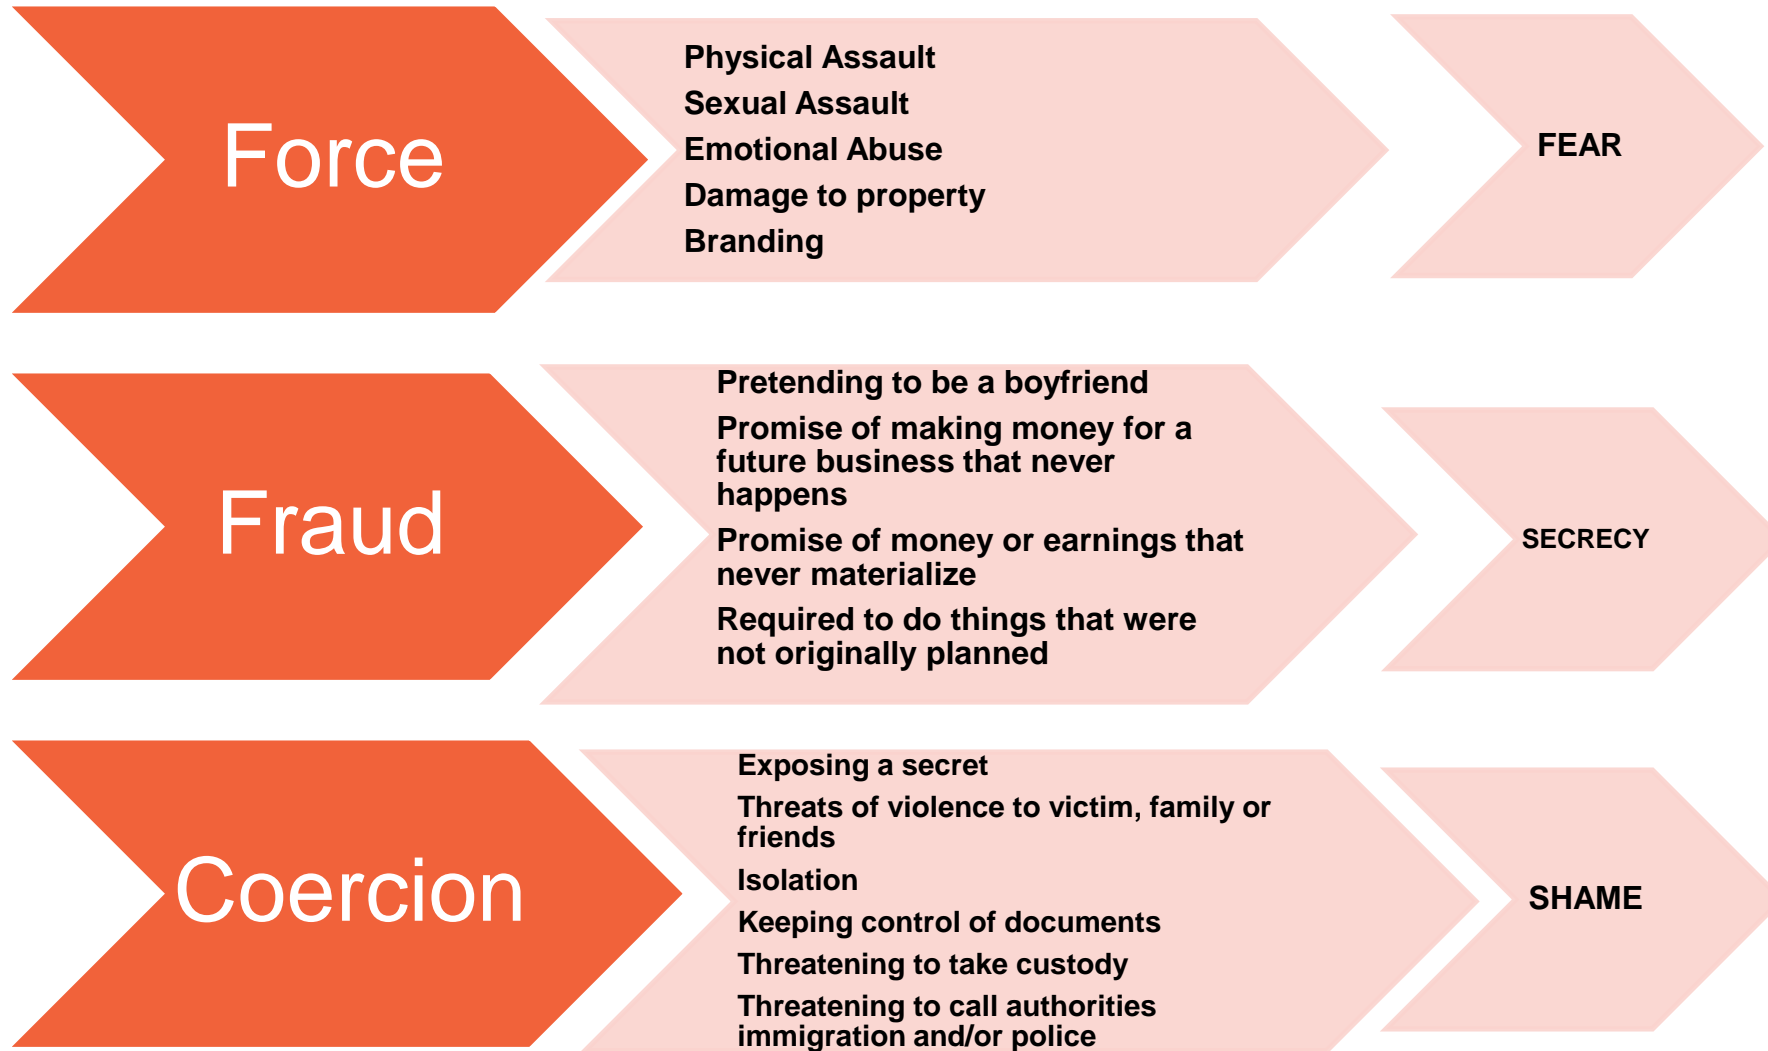 Force
Physical Assault
Sexual Assault
Emotional Abuse
Damage to property
Branding
FEAR
Fraud
Pretending to be a boyfriend
Promise of making money for a
future business that never
happens
Promise of money or earnings that
never materialize
Required to do things that were
not originally planned
SECRECY
Coercion
Exposing a secret
Threats of violence to victim, family or
friends
Isolation
Keeping control of documents
Threatening to take custody
Threatening to call authorities
immigration and/or police
SHAME